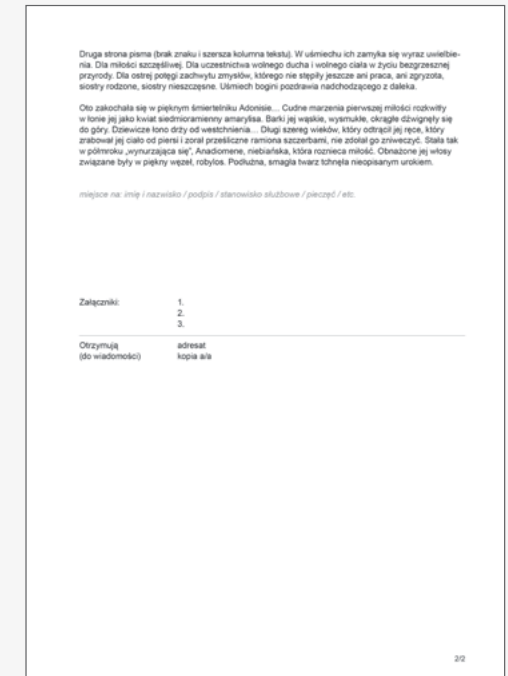 Druga strona pisma (brak znaku i szersza kolumna tekstu). W uśmiechu ich zamyka się wyraz uwielbie-
nia. Dla miłości szczęśliwej. Dla uczestnictwa wolnego ducha i wolnego ciała w życiu bezgrzesznej
przyrody. Dla ostrej potęgi zachwytu zmysłów, którego nie stępiły jeszcze ani praca, ani zgryzota,
siostry rodzone, siostry nieszczęsne. Uśmiech bogini pozdrawia nadchodzącego z daleka.
Oto zakochała się w pięknym śmiertelniku Adonisie... Cudne marzenia pierwszej miłości rozkwitły
w łonie jej jako kwiat siedmioramienny amarylisa. Barki jej wąskie, wysmukłe, okrągłe dźwignęły się
do góry. Dziewicze łono drży od westchnienia... Długi szereg wieków, który odtrącił jej ręce, który
zrabował jej ciało od piersi i zorał prześliczne ramiona szczerbami, nie zdołał go zniweczyć. Stała tak
w półmroku „wynurzająca się”, Anadiomene, niebiańska, która roznieca miłość. Obnażone jej włosy
związane były w piękny węzeł, robylos. Podłużna, smagła twarz tchnęła nieopisanym urokiem.
miejsce na: imię i nazwisko / podpis / stanowisko służbowe / pieczęć / etc.
Załączniki: 1.
2.
3.
Otrzymują adresat
(do wiadomości) kopia a/a
2/2